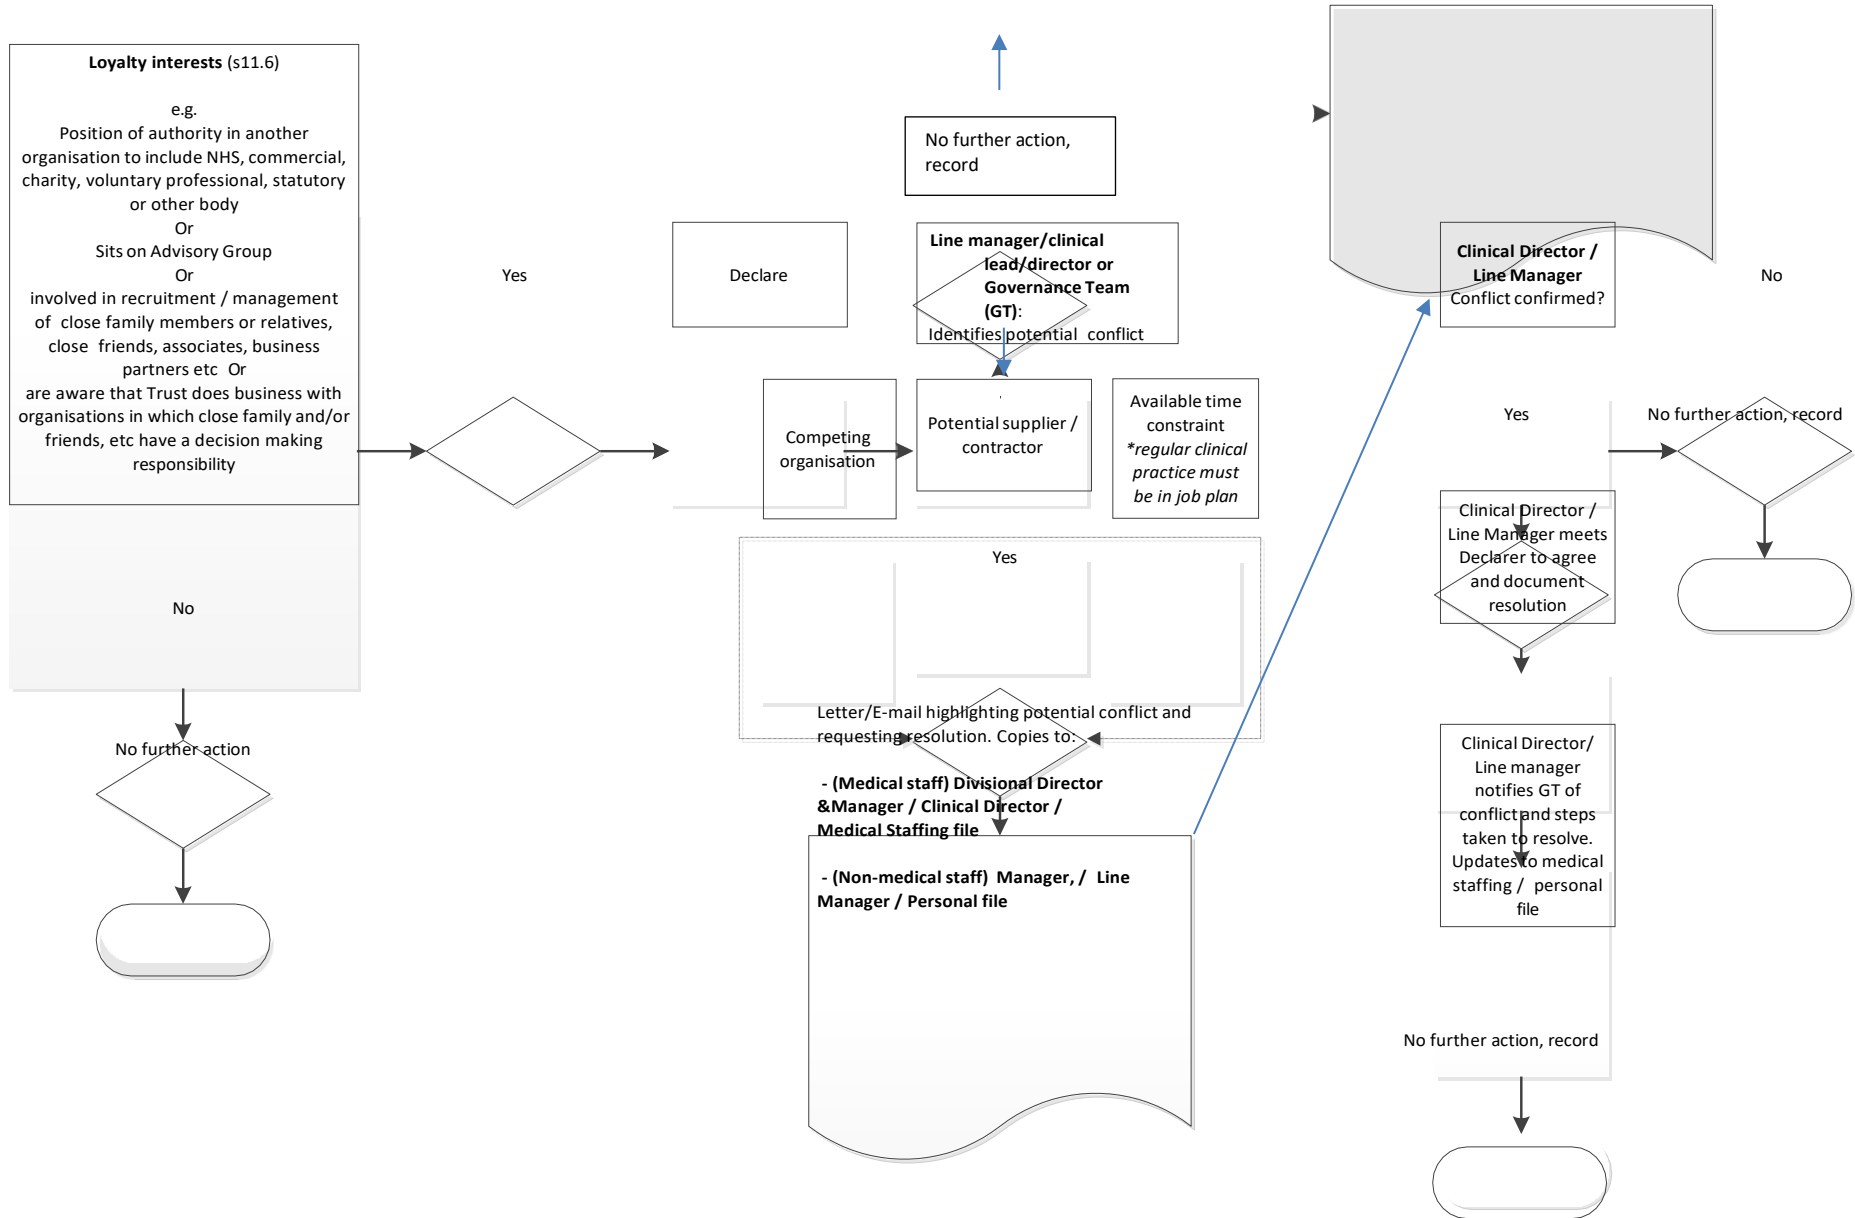 Loyalty interests (s11.6)
e.g.
Position of authority in another
organisation to include NHS, commercial,
charity, voluntary professional, statutory
or other body
Or
Sits on Advisory Group
Or
involved in recruitment / management
of close family members or relatives,
close friends, associates, business
partners etc Or
are aware that Trust does business with
organisations in which close family and/or
friends, etc have a decision making
responsibility
No
No further action
Yes
Declare
No further action,
record
Line manager/clinical
lead/director or
Governance Team
(GT):
Identifies potential conflict
Competing
organisation
Potential supplier /
contractor
Available time
constraint
*regular clinical
practice must
be in job plan
Yes
Letter/E-mail highlighting potential conflict and
requesting resolution. Copies to:
- (Medical staff) Divisional Director
&Manager / Clinical Director /
Medical Staffing file
- (Non-medical staff) Manager, / Line
Manager / Personal file
Clinical Director /
Line Manager
Conflict confirmed?
No
Yes
No further action, record
Clinical Director /
Line Manager meets
Declarer to agree
and document
resolution
Clinical Director/
Line manager
notifies GT of
conflict and steps
taken to resolve.
Updates to medical
staffing / personal
file
No further action, record